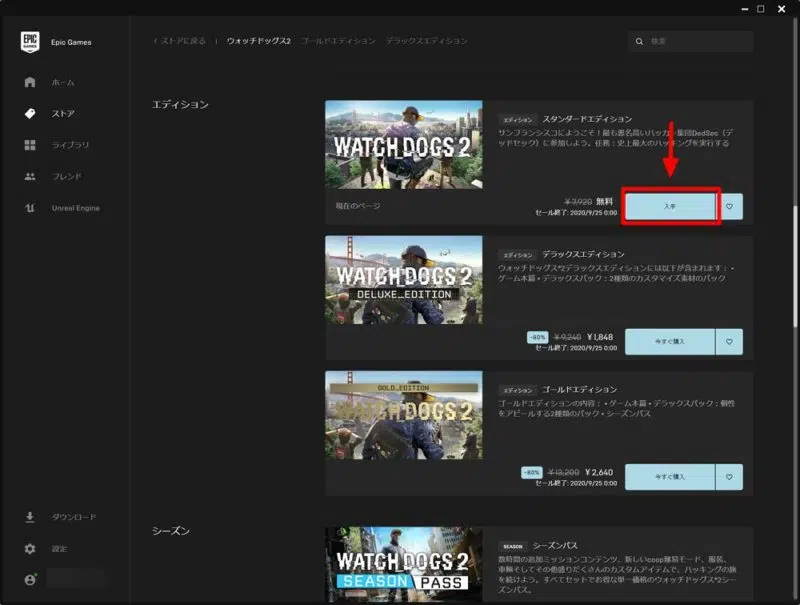 EPIC
GAMES
Epic Games
ストアに戻る
ウォッチドッグス2
ゴールドエディション
デラックスエディション
検索
ホーム
ストア
ライブラリ
フレンド
Unreal Engine
ダウンロード
設定
エディション
WATCH DOGS 2
現在のページ
エディション スタンダードエディション
サンフランシスコにようこそ!最も悪名高いハッカー集団DedSec(デ
ッドセック)に参加しよう。任務:史上最大のハッキングを実行する
¥7,920 無料
セール終了: 2020/9/25 0:00
入手
WATCH DOGS 2
DELUXE_EDITION
エディション デラックスエディション
ウォッチドッグス®2デラックスエディションには以下が含まれます: •
ゲーム本篇 • デラックスパック:2種類のカスタマイズ素材のパック
-80% ¥9,240 ¥1,848
セール終了: 2020/9/25 0:00
今すぐ購入
GOLD_EDITION
WATCH DOGS 2
エディション ゴールドエディション
ゴールドエディションの内容: • ゲーム本篇 • デラックスパック:個性
をアピールする2種類のパック • シーズンパス
-80% ¥13,200 ¥2,640
セール終了: 2020/9/25 0:00
今すぐ購入
シーズン
WATCH DOGS 2
SEASON PASS
SEASON シーズンパス
数時間の追加ミッションコンテンツ、新しいcoop難易モード、服装、
車輌そしてその他盛りだくさんのカスタムアイテムで、ハッキングの旅
を続けよう。すべてセットでお得な単一価格のウォッチドッグス®2シー
ズンパス。